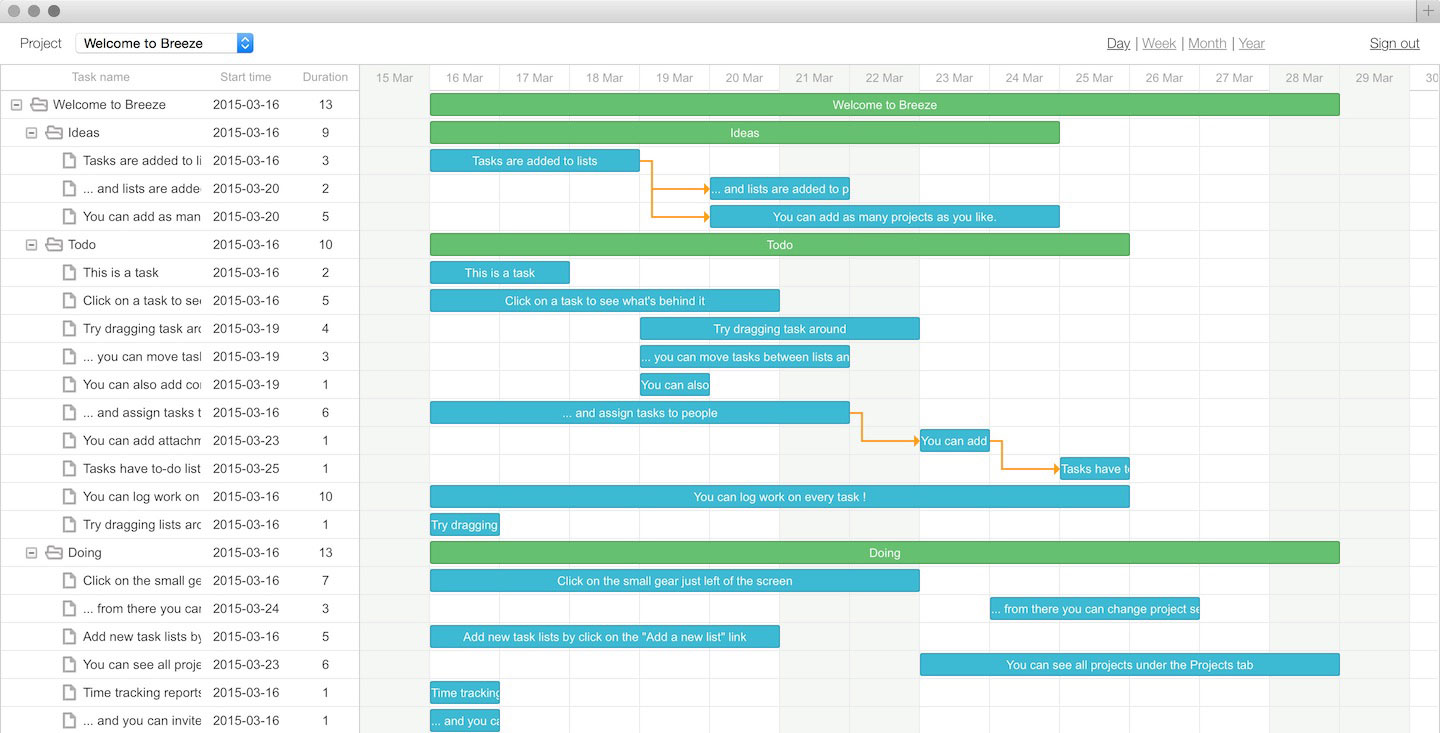 Project Welcome to Breeze Day | Week | Month | Year Sign out
Task name Start time Duration 15 Mar 16 Mar 17 Mar 18 Mar 19 Mar 20 Mar 21 Mar 22 Mar 23 Mar 24 Mar 25 Mar 26 Mar 27 Mar 28 Mar 29 Mar 30
Welcome to Breeze 2015-03-16 13 Welcome to Breeze
Ideas 2015-03-16 9 Ideas
Tasks are added to li 2015-03-16 3 Tasks are added to lists
... and lists are adde 2015-03-20 2 ... and lists are added to p
You can add as man 2015-03-20 5 You can add as many projects as you like.
Todo 2015-03-16 10 Todo
This is a task 2015-03-16 2 This is a task
Click on a task to see 2015-03-16 5 Click on a task to see what's behind it
Try dragging task arc 2015-03-19 4 Try dragging task around
... you can move task 2015-03-19 3 ... you can move tasks between lists an
You can also add co 2015-03-19 1 You can also
... and assign tasks t 2015-03-16 6 ... and assign tasks to people
You can add attachm 2015-03-23 1 You can add
Tasks have to-do list 2015-03-25 1 Tasks have to
You can log work on 2015-03-16 10 You can log work on every task !
Try dragging lists arc 2015-03-16 1 Try dragging
Doing 2015-03-16 13 Doing
Click on the small ge 2015-03-16 7 Click on the small gear just left of the screen
... from there you car 2015-03-24 3 ... from there you can change project se
Add new task lists by 2015-03-16 5 Add new task lists by click on the "Add a new list" link
You can see all proje 2015-03-23 6 You can see all projects under the Projects tab
Time tracking reports 2015-03-16 1 Time tracking
... and you can invite 2015-03-16 1 ... and you ca